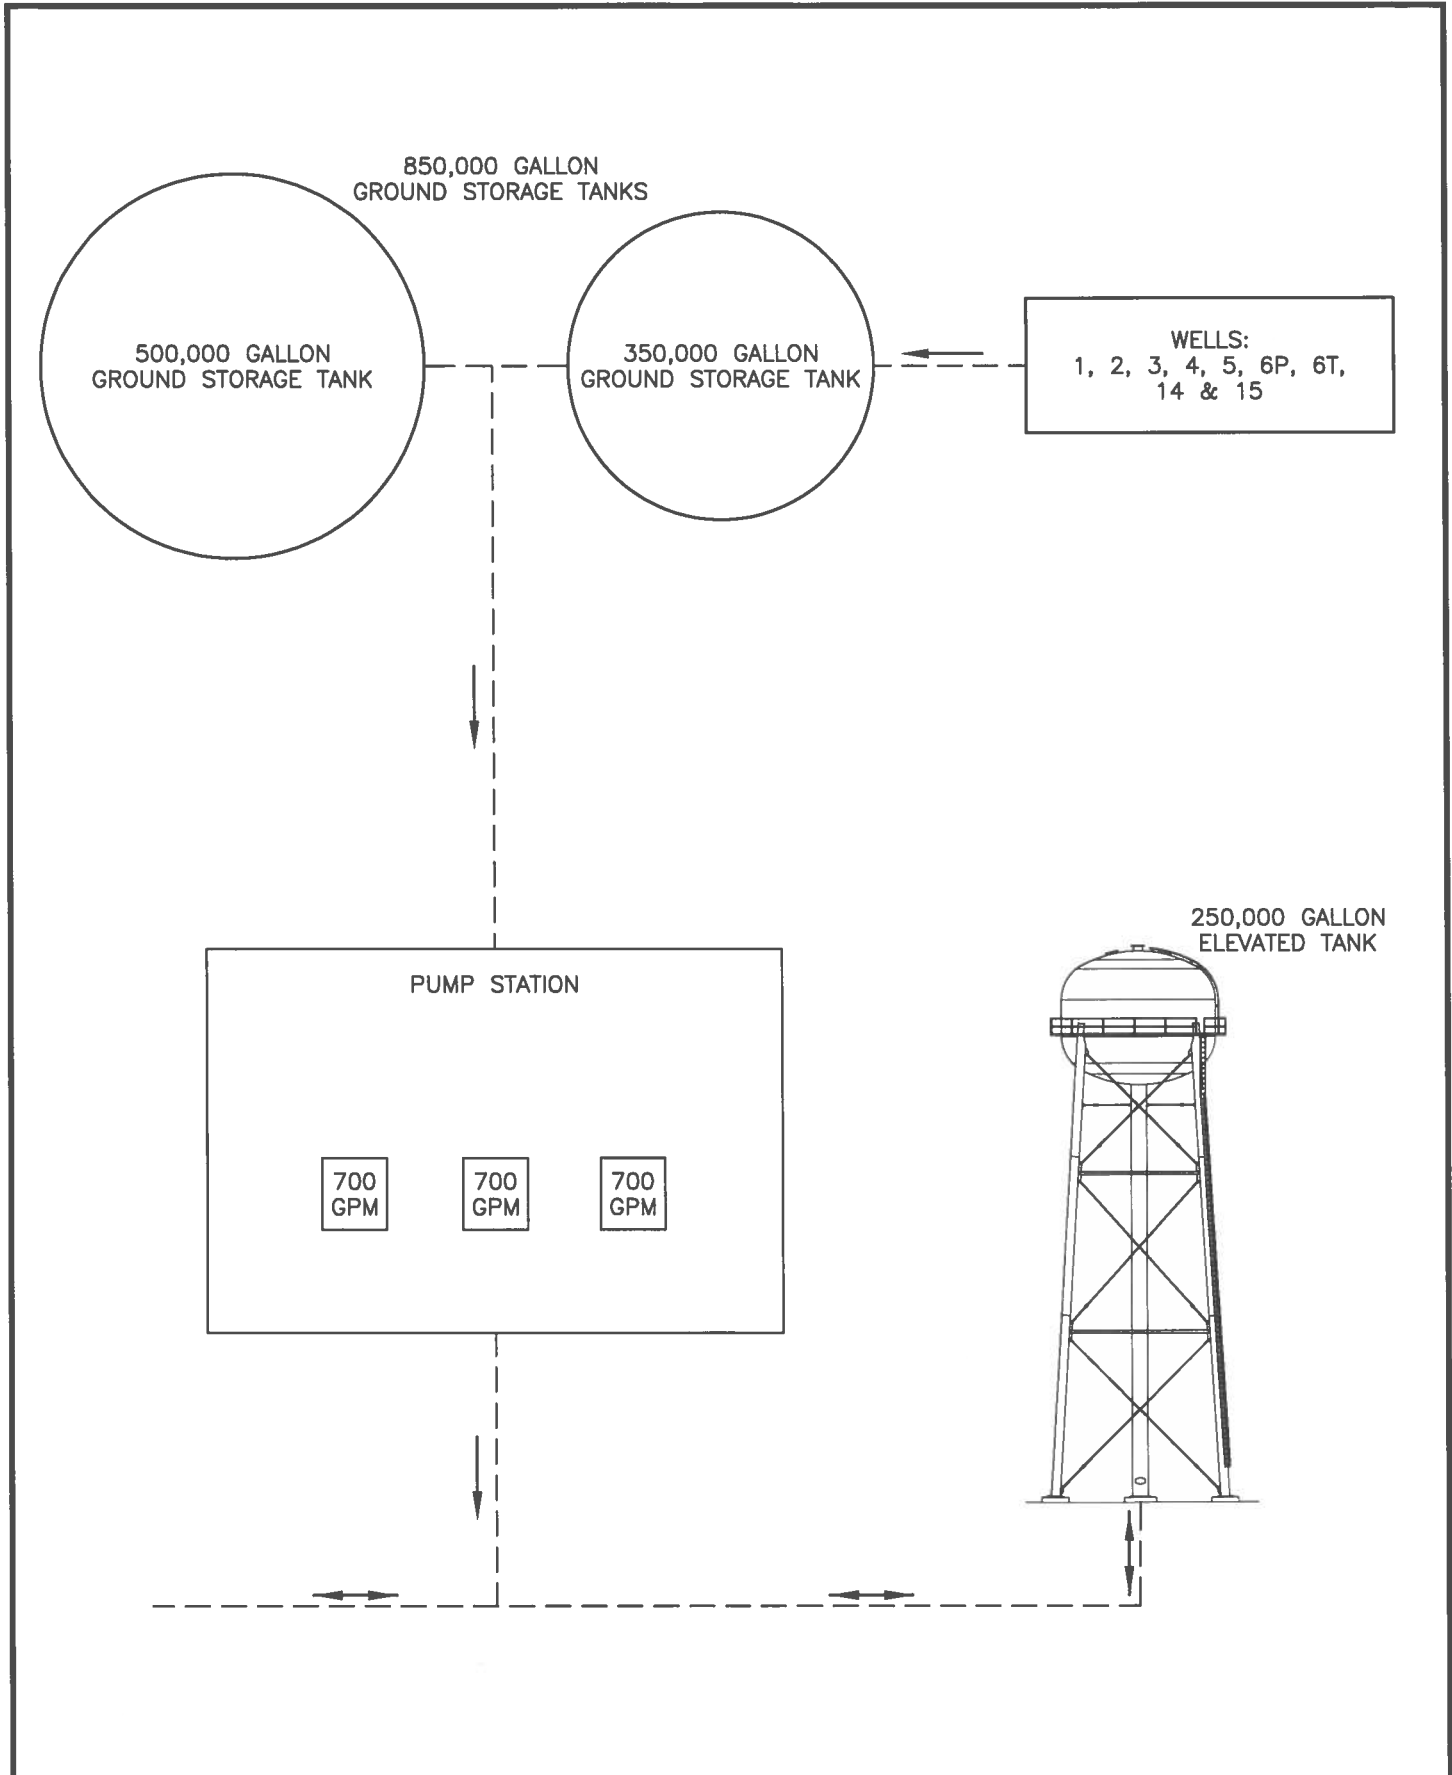 850,000 GALLON
GROUND STORAGE TANKS
500,000 GALLON
GROUND STORAGE TANK
350,000 GALLON
GROUND STORAGE TANK
WELLS:
1, 2, 3, 4, 5, 6P, 6T,
14 & 15
250,000 GALLON
ELEVATED TANK
PUMP STATION
700
GPM
700
GPM
700
GPM